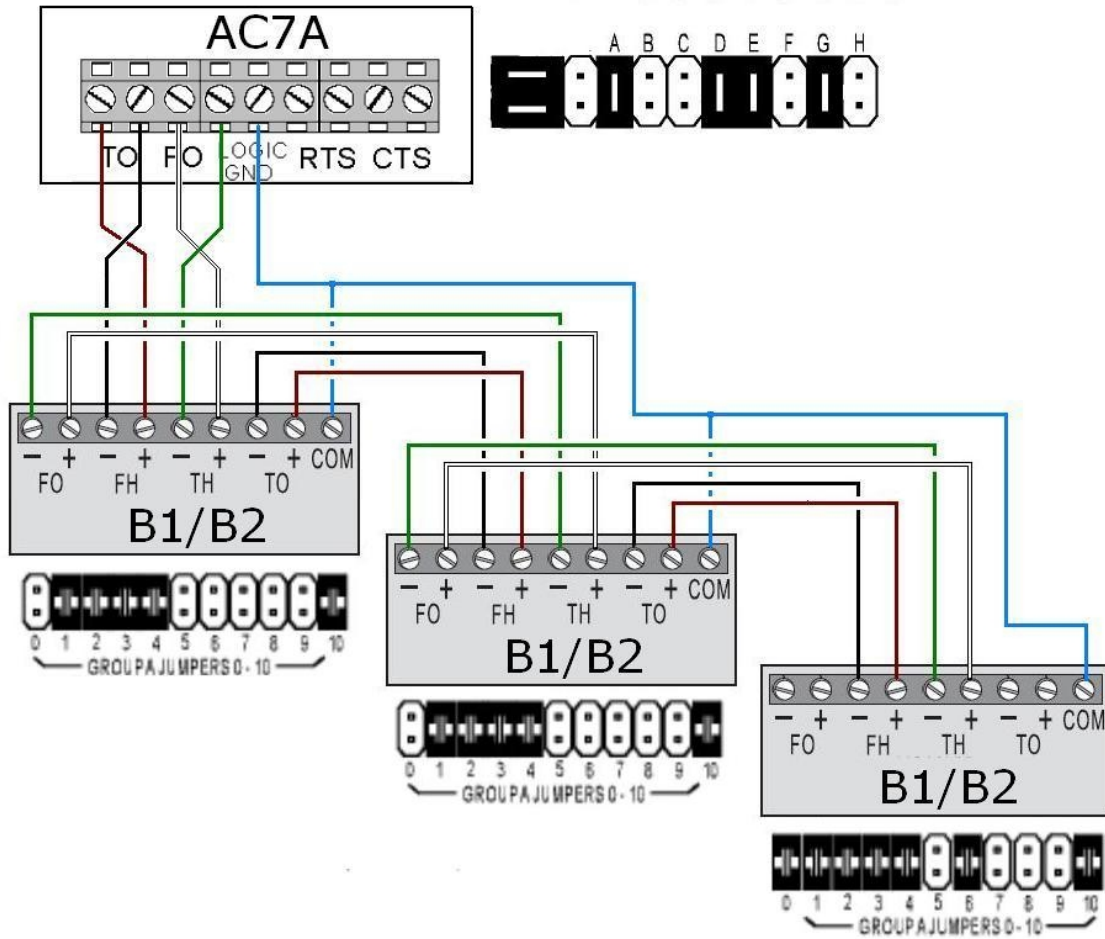 AC7A
A B C D E F G H
TO FO LOGIC GND RTS CTS
− + − + − + − + COM
FO FH TH TO
B1/B2
0 1 2 3 4 5 6 7 8 9 10
GROUP A JUMPERS 0 - 10
− + − + − + − + COM
FO FH TH TO
B1/B2
0 1 2 3 4 5 6 7 8 9 10
GROUP A JUMPERS 0 - 10
− + − + − + − + COM
FO FH TH TO
B1/B2
0 1 2 3 4 5 6 7 8 9 10
GROUP A JUMPERS 0 - 10